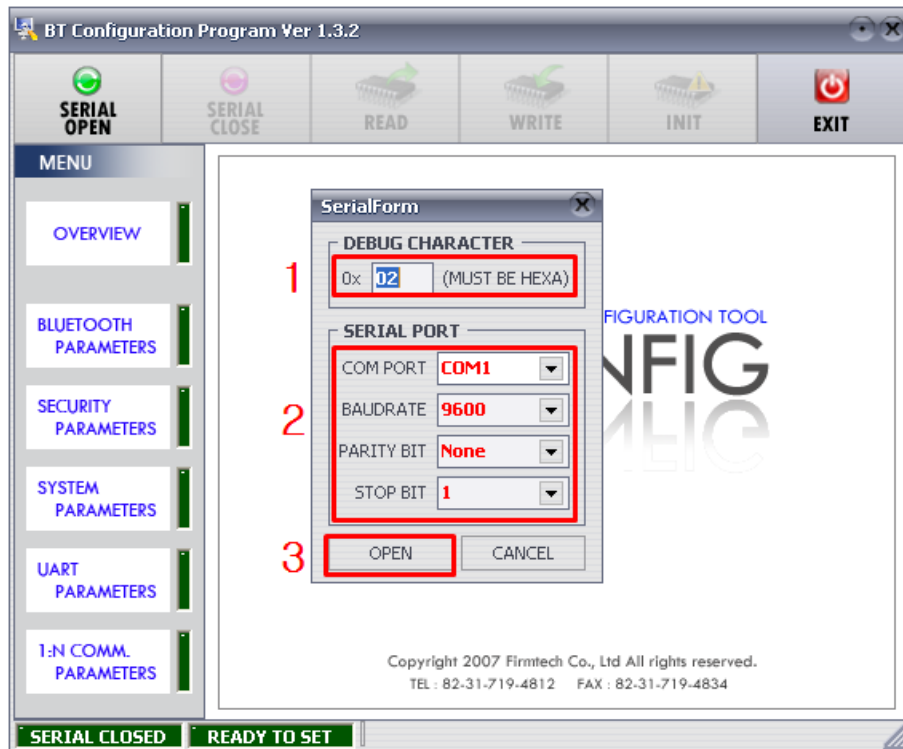 BT Configuration Program Ver 1.3.2
SERIAL OPEN
SERIAL CLOSE
READ
WRITE
INIT
EXIT
MENU
OVERVIEW
BLUETOOTH
PARAMETERS
SECURITY
PARAMETERS
SYSTEM
PARAMETERS
UART
PARAMETERS
1:N COMM.
PARAMETERS
SerialForm
DEBUG CHARACTER
1
0x 02 (MUST BE HEXA)
SERIAL PORT
2
COM PORT COM1
BAUDRATE 9600
PARITY BIT None
STOP BIT 1
3
OPEN CANCEL
FIGURATION TOOL
NFIG
Copyright 2007 Firmtech Co., Ltd All rights reserved.
TEL : 82-31-719-4812 FAX : 82-31-719-4834
SERIAL CLOSED READY TO SET